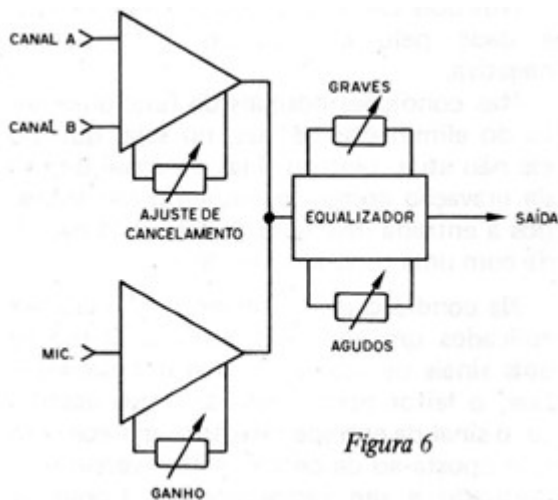 CANAL A
CANAL B
AJUSTE DE
CANCELAMENTO
GRAVES
EQUALIZADOR
SAÍDA
AGUDOS
MIC.
GANHO
Figura 6